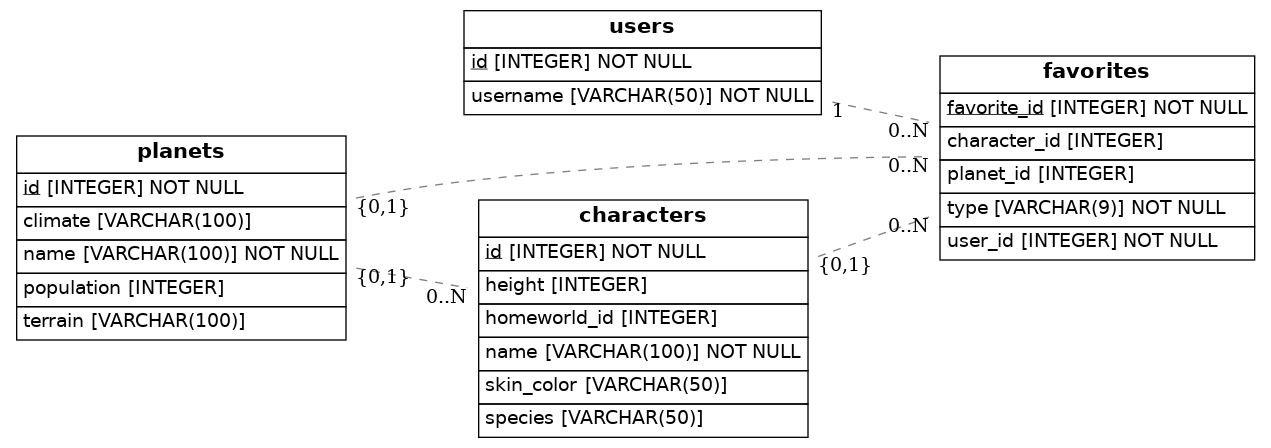 users
id [INTEGER] NOT NULL
username [VARCHAR(50)] NOT NULL
1
favorites
favorite_id [INTEGER] NOT NULL
character_id [INTEGER]
planet_id [INTEGER]
type [VARCHAR(9)] NOT NULL
user_id [INTEGER] NOT NULL
0..N
0..N
0..N
planets
id [INTEGER] NOT NULL
climate [VARCHAR(100)]
name [VARCHAR(100)] NOT NULL
population [INTEGER]
terrain [VARCHAR(100)]
{0,1}
{0,1}
0..N
characters
id [INTEGER] NOT NULL
height [INTEGER]
homeworld_id [INTEGER]
name [VARCHAR(100)] NOT NULL
skin_color [VARCHAR(50)]
species [VARCHAR(50)]
{0,1}